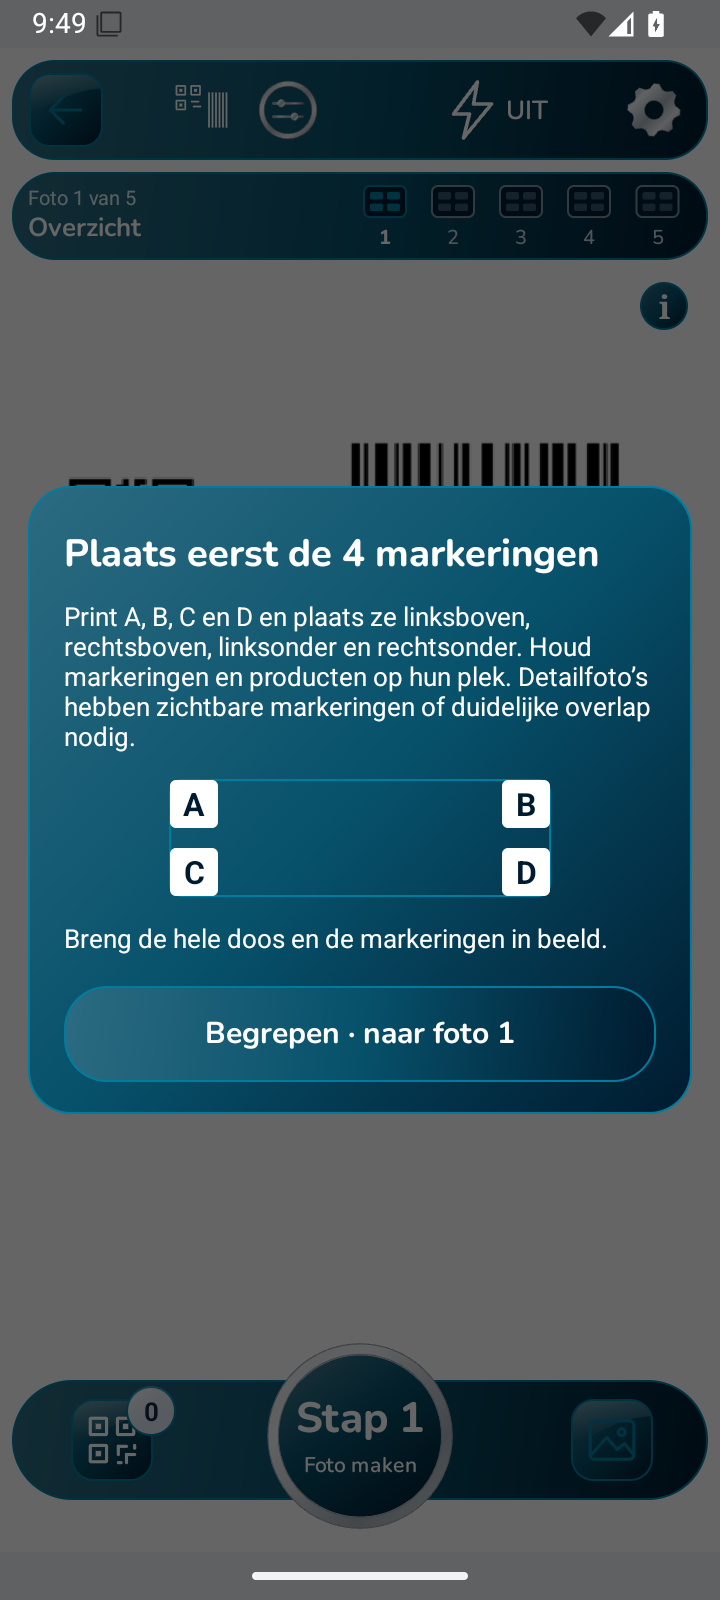 9:49
UIT
Foto 1 van 5
Overzicht
1 2 3 4 5
i
Plaats eerst de 4 markeringen
Print A, B, C en D en plaats ze linksboven,
rechtsboven, linksonder en rechtsonder. Houd
markeringen en producten op hun plek. Detailfoto’s
hebben zichtbare markeringen of duidelijke overlap
nodig.
A B
C D
Breng de hele doos en de markeringen in beeld.
Begrepen · naar foto 1
0
Stap 1
Foto maken